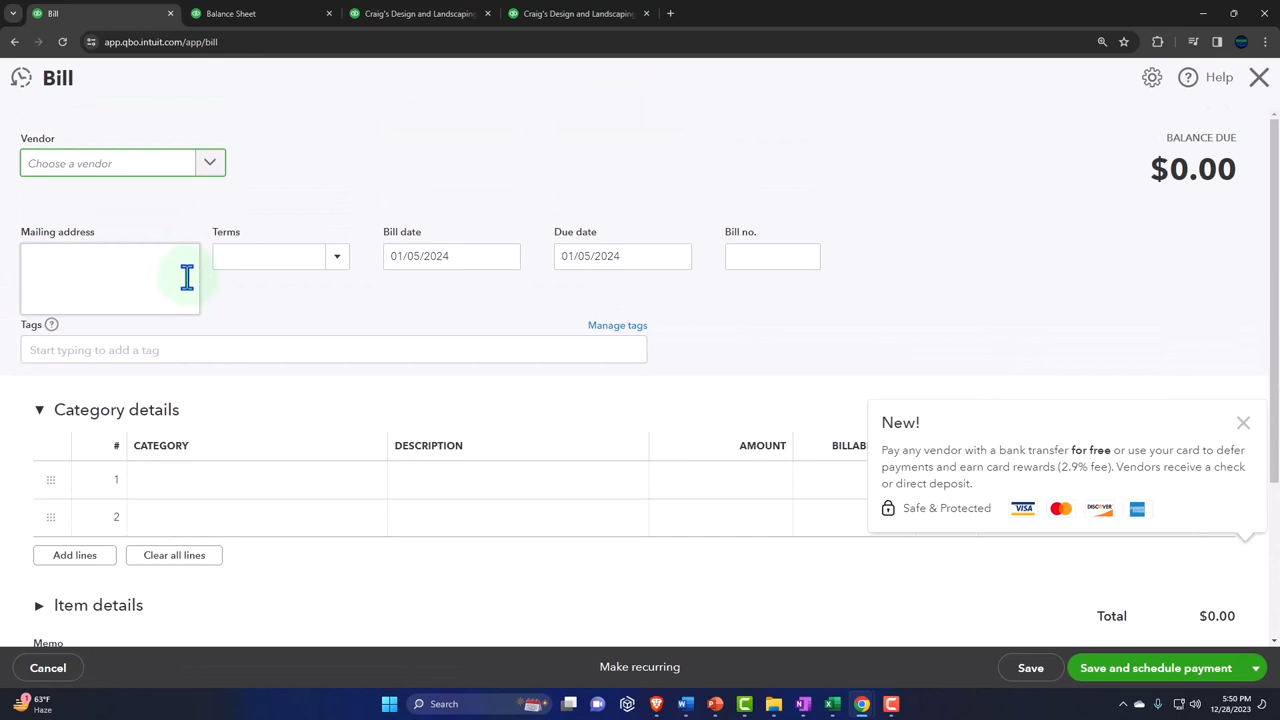 Bill
Balance Sheet
Craig's Design and Landscaping
Craig's Design and Landscaping
app.qbo.intuit.com/app/bill
Bill
Help
Vendor
Choose a vendor
BALANCE DUE
$0.00
Mailing address
Terms
Bill date
Due date
Bill no.
01/05/2024
01/05/2024
Tags
Manage tags
Start typing to add a tag
Category details
# CATEGORY DESCRIPTION AMOUNT BILLAB
1
2
New!
Pay any vendor with a bank transfer for free or use your card to defer
payments and earn card rewards (2.9% fee). Vendors receive a check
or direct deposit.
Safe & Protected VISA DISCOVER
Add lines
Clear all lines
Item details
Total $0.00
Memo
Cancel
Make recurring
Save
Save and schedule payment
63°F
Haze
Search
5:50 PM
12/28/2023